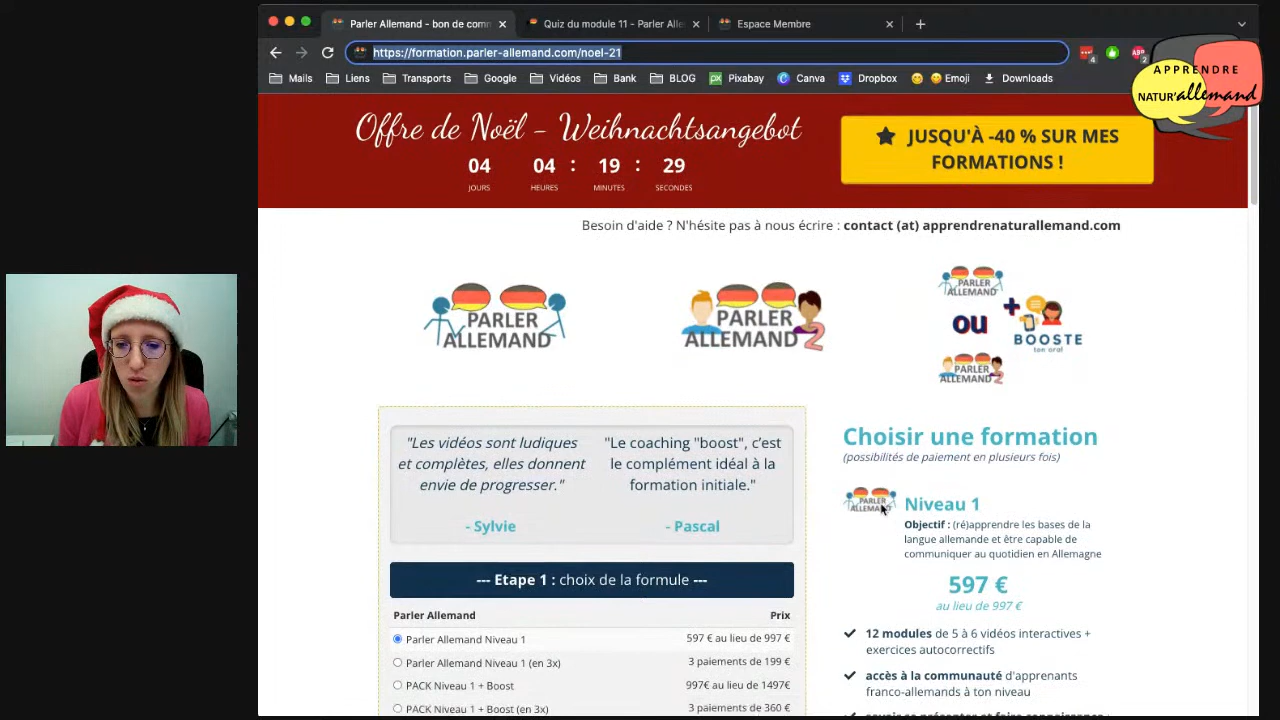 Parler Allemand - bon de comm
Quiz du module 11 - Parler Alle
Espace Membre
https://formation.parler-allemand.com/noel-21
4
2
Mails
Liens
Transports
Google
Vidéos
Bank
BLOG
px Pixabay
Canva
Dropbox
Emoji
Downloads
APPRENDRE
NATUR'allemand
Offre de Noël - Weihnachtsangebot
04 04 : 19 : 29
JOURS HEURES MINUTES SECONDES
JUSQU'À -40 % SUR MES
FORMATIONS !
Besoin d'aide ? N'hésite pas à nous écrire : contact (at) apprendrenaturallemand.com
PARLER
ALLEMAND
PARLER
ALLEMAND 2
PARLER
ALLEMAND
OU
+
BOOSTE
ton oral
PARLER
ALLEMAND 2
"Les vidéos sont ludiques
et complètes, elles donnent
envie de progresser."
- Sylvie
"Le coaching "boost", c'est
le complément idéal à la
formation initiale."
- Pascal
--- Etape 1 : choix de la formule ---
Parler Allemand Prix
Parler Allemand Niveau 1 597 € au lieu de 997 €
Parler Allemand Niveau 1 (en 3x) 3 paiements de 199 €
PACK Niveau 1 + Boost 997€ au lieu de 1497€
PACK Niveau 1 + Boost (en 3x) 3 paiements de 360 €
Choisir une formation
(possibilités de paiement en plusieurs fois)
PARLER
ALLEMAND
Niveau 1
Objectif : (ré)apprendre les bases de la
langue allemande et être capable de
communiquer au quotidien en Allemagne
597 €
au lieu de 997 €
12 modules de 5 à 6 vidéos interactives +
exercices autocorrectifs
accès à la communauté d'apprenants
franco-allemands à ton niveau